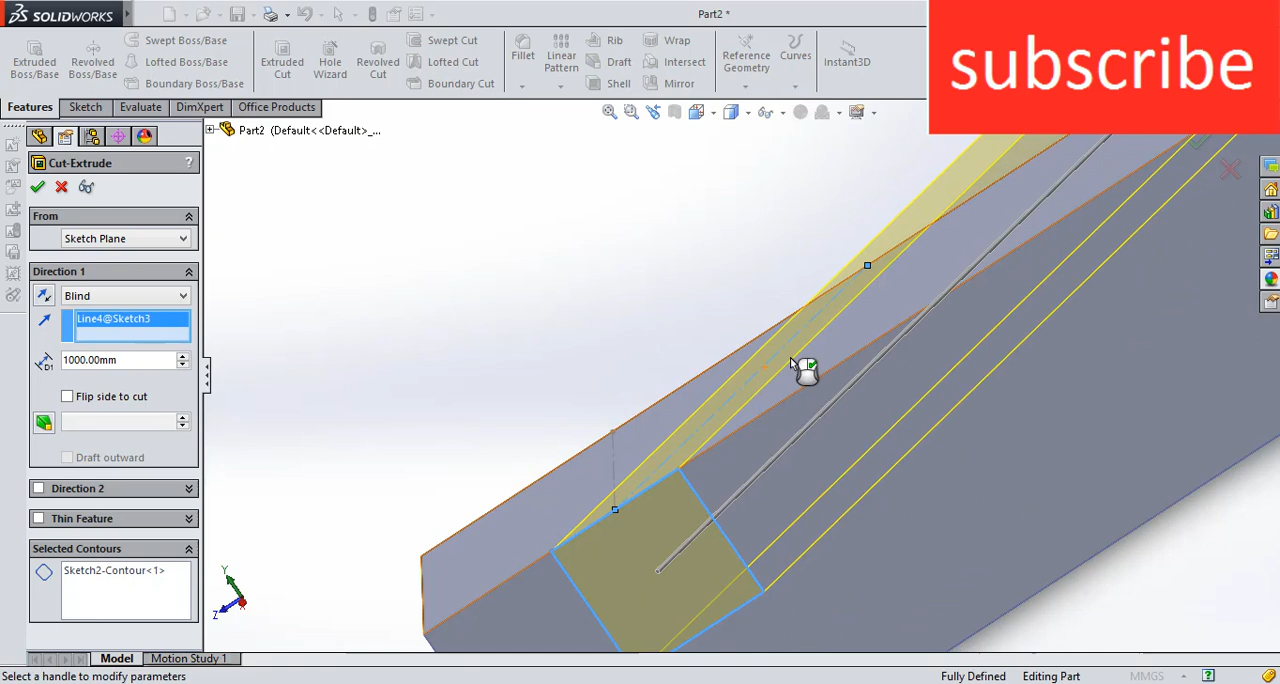 SOLIDWORKS
Part2 *
subscribe
Extruded Boss/Base
Boss/Base
Swept Boss/Base
Lofted Boss/Base
Boundary Boss/Base
Extruded Cut
Hole Wizard
Revolved Cut
Swept Cut
Lofted Cut
Boundary Cut
Fillet
Linear Pattern
Rib
Draft
Shell
Wrap
Intersect
Mirror
Reference Geometry
Curves
Instant3D
Features
Sketch
Evaluate
DimXpert
Office Products
Part2 (Default<<Default>_...
Cut-Extrude
?
From
Sketch Plane
Direction 1
Blind
Line4@Sketch3
D1
1000.00mm
Flip side to cut
Draft outward
Direction 2
Thin Feature
Selected Contours
Sketch2-Contour<1>
Y
Z
X
Model
Motion Study 1
Select a handle to modify parameters
Fully Defined
Editing Part
MMGS
?